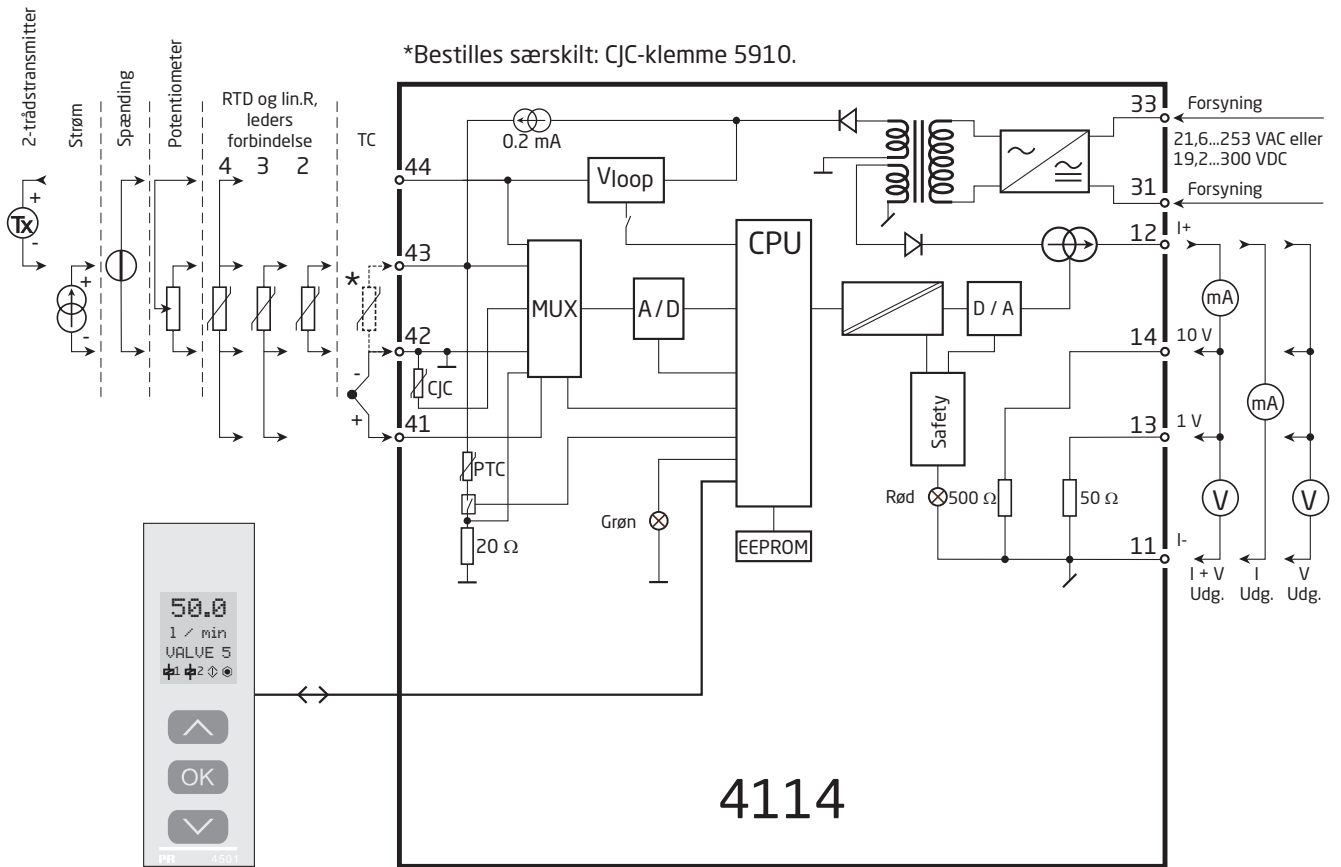 *Bestilles særskilt: CJC-klemme 5910.
2-trådstransmitter
Strøm
Spænding
Potentiometer
RTD og lin.R,
leders
forbindelse
4 3 2
TC
Tx
+
-
+
-
*
-
+
44
43
42
41
0.2 mA
Vloop
MUX
A/D
CPU
CJC
PTC
20 Ω
Grøn
EEPROM
D / A
Safety
Rød
500 Ω
50 Ω
33
Forsyning
21,6...253 VAC eller
19,2...300 VDC
31
Forsyning
12
I+
mA
14
10 V
mA
13
1 V
V
V
11
I-
I + V
Udg.
I
Udg.
V
Udg.
50.0
l / min
VALVE 5
1 2
OK
PR 4501
4114